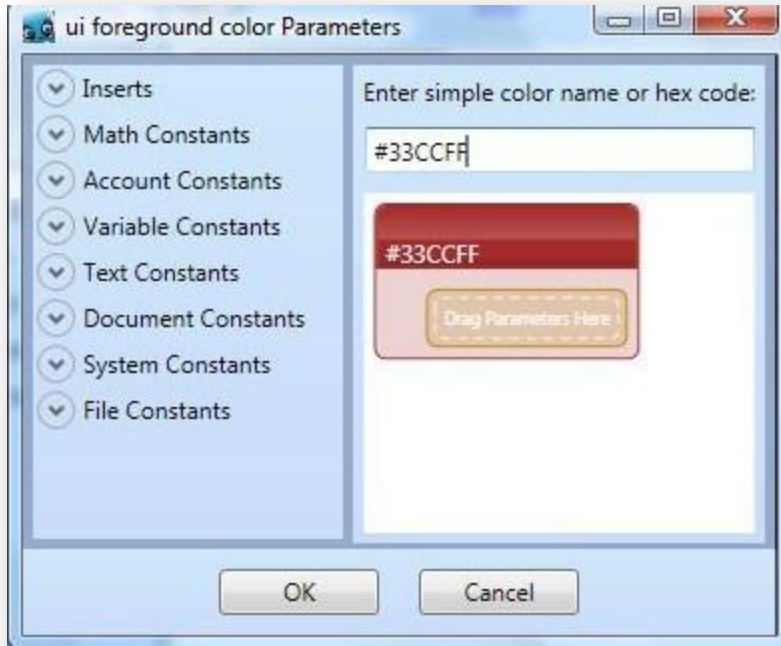 ui foreground color Parameters
Inserts
Math Constants
Account Constants
Variable Constants
Text Constants
Document Constants
System Constants
File Constants
Enter simple color name or hex code:
#33CCFF
#33CCFF
Drag Parameters Here
OK
Cancel